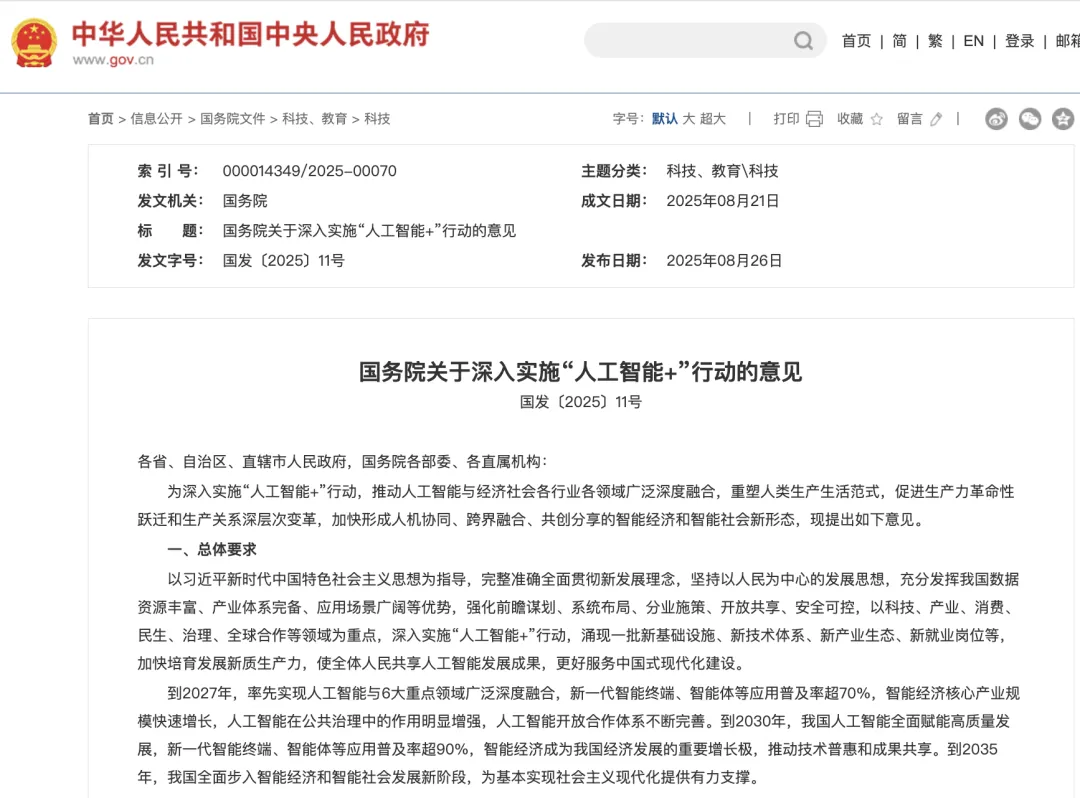 中华人民共和国中央人民政府
www.gov.cn
首页 | 简 | 繁 | EN | 登录 | 邮箱
首页 > 信息公开 > 国务院文件 > 科技、教育 > 科技
字号：默认 大 超大 | 打印 收藏 留言 |
索 引 号： 000014349/2025-00070 主题分类： 科技、教育\科技
发文机关： 国务院 成文日期： 2025年08月21日
标 题： 国务院关于深入实施“人工智能+”行动的意见
发文字号： 国发〔2025〕11号 发布日期： 2025年08月26日
国务院关于深入实施“人工智能+”行动的意见
国发〔2025〕11号
各省、自治区、直辖市人民政府，国务院各部委、各直属机构：
为深入实施“人工智能+”行动，推动人工智能与经济社会各行业各领域广泛深度融合，重塑人类生产生活范式，促进生产力革命性
跃迁和生产关系深层次变革，加快形成人机协同、跨界融合、共创分享的智能经济和智能社会新形态，现提出如下意见。
一、总体要求
以习近平新时代中国特色社会主义思想为指导，完整准确全面贯彻新发展理念，坚持以人民为中心的发展思想，充分发挥我国数据
资源丰富、产业体系完备、应用场景广阔等优势，强化前瞻谋划、系统布局、分业施策、开放共享、安全可控，以科技、产业、消费、
民生、治理、全球合作等领域为重点，深入实施“人工智能+”行动，涌现一批新基础设施、新技术体系、新产业生态、新就业岗位等，
加快培育发展新质生产力，使全体人民共享人工智能发展成果，更好服务中国式现代化建设。
到2027年，率先实现人工智能与6大重点领域广泛深度融合，新一代智能终端、智能体等应用普及率超70%，智能经济核心产业规
模快速增长，人工智能在公共治理中的作用明显增强，人工智能开放合作体系不断完善。到2030年，我国人工智能全面赋能高质量发
展，新一代智能终端、智能体等应用普及率超90%，智能经济成为我国经济发展的重要增长极，推动技术普惠和成果共享。到2035
年，我国全面步入智能经济和智能社会发展新阶段，为基本实现社会主义现代化提供有力支撑。